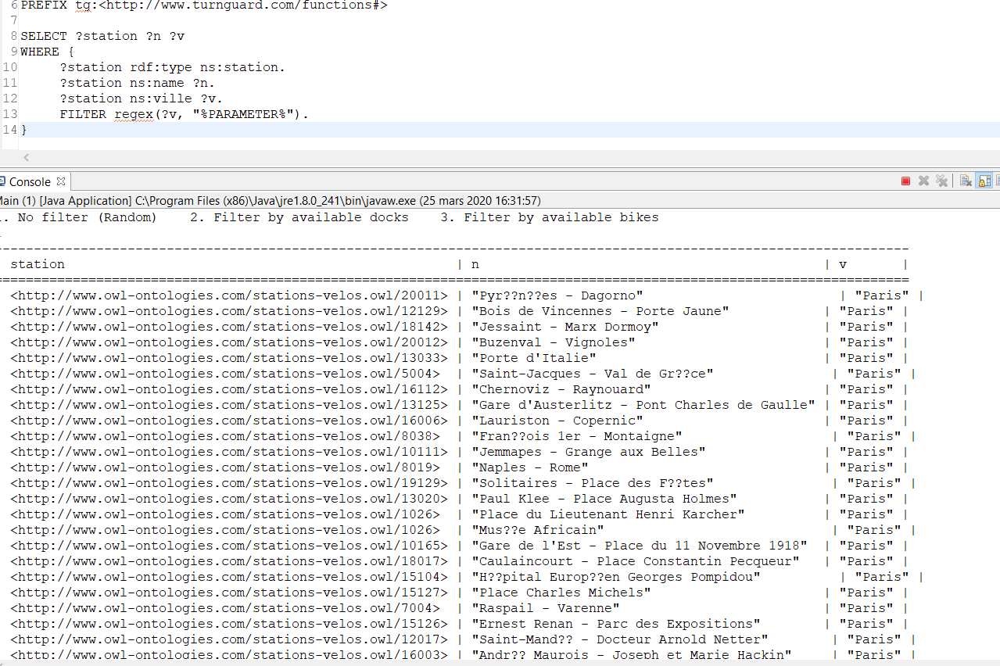 6 PREFIX tg:<http://www.turnguard.com/functions#>
7
8 SELECT ?station ?n ?v
9 WHERE {
10 ?station rdf:type ns:station.
11 ?station ns:name ?n.
12 ?station ns:ville ?v.
13 FILTER regex(?v, "%PARAMETER%").
14 }
Console
Main (1) [Java Application] C:\Program Files (x86)\Java\jre1.8.0_241\bin\javaw.exe (25 mars 2020 16:31:57)
1. No filter (Random) 2. Filter by available docks 3. Filter by available bikes
station | n | v |
<http://www.owl-ontologies.com/stations-velos.owl/20011> | "Pyr??n??es - Dagorno" | "Paris" |
<http://www.owl-ontologies.com/stations-velos.owl/12129> | "Bois de Vincennes - Porte Jaune" | "Paris" |
<http://www.owl-ontologies.com/stations-velos.owl/18142> | "Jessaint - Marx Dormoy" | "Paris" |
<http://www.owl-ontologies.com/stations-velos.owl/20012> | "Buzenval - Vignoles" | "Paris" |
<http://www.owl-ontologies.com/stations-velos.owl/13033> | "Porte d'Italie" | "Paris" |
<http://www.owl-ontologies.com/stations-velos.owl/5004> | "Saint-Jacques - Val de Gr??ce" | "Paris" |
<http://www.owl-ontologies.com/stations-velos.owl/16112> | "Chernoviz - Raynouard" | "Paris" |
<http://www.owl-ontologies.com/stations-velos.owl/13125> | "Gare d'Austerlitz - Pont Charles de Gaulle" | "Paris" |
<http://www.owl-ontologies.com/stations-velos.owl/16006> | "Lauriston - Copernic" | "Paris" |
<http://www.owl-ontologies.com/stations-velos.owl/8038> | "Fran??ois 1er - Montaigne" | "Paris" |
<http://www.owl-ontologies.com/stations-velos.owl/10111> | "Jemmapes - Grange aux Belles" | "Paris" |
<http://www.owl-ontologies.com/stations-velos.owl/8019> | "Naples - Rome" | "Paris" |
<http://www.owl-ontologies.com/stations-velos.owl/19129> | "Solitaires - Place des F??tes" | "Paris" |
<http://www.owl-ontologies.com/stations-velos.owl/13020> | "Paul Klee - Place Augusta Holmes" | "Paris" |
<http://www.owl-ontologies.com/stations-velos.owl/1026> | "Place du Lieutenant Henri Karcher" | "Paris" |
<http://www.owl-ontologies.com/stations-velos.owl/1026> | "Mus??e Africain" | "Paris" |
<http://www.owl-ontologies.com/stations-velos.owl/10165> | "Gare de l'Est - Place du 11 Novembre 1918" | "Paris" |
<http://www.owl-ontologies.com/stations-velos.owl/18017> | "Caulaincourt - Place Constantin Pecqueur" | "Paris" |
<http://www.owl-ontologies.com/stations-velos.owl/15104> | "H??pital Europ??en Georges Pompidou" | "Paris" |
<http://www.owl-ontologies.com/stations-velos.owl/15127> | "Place Charles Michels" | "Paris" |
<http://www.owl-ontologies.com/stations-velos.owl/7004> | "Raspail - Varenne" | "Paris" |
<http://www.owl-ontologies.com/stations-velos.owl/15126> | "Ernest Renan - Parc des Expositions" | "Paris" |
<http://www.owl-ontologies.com/stations-velos.owl/12017> | "Saint-Mand?? - Docteur Arnold Netter" | "Paris" |
<http://www.owl-ontologies.com/stations-velos.owl/16003> | "Andr?? Maurois - Joseph et Marie Hackin" | "Paris" |